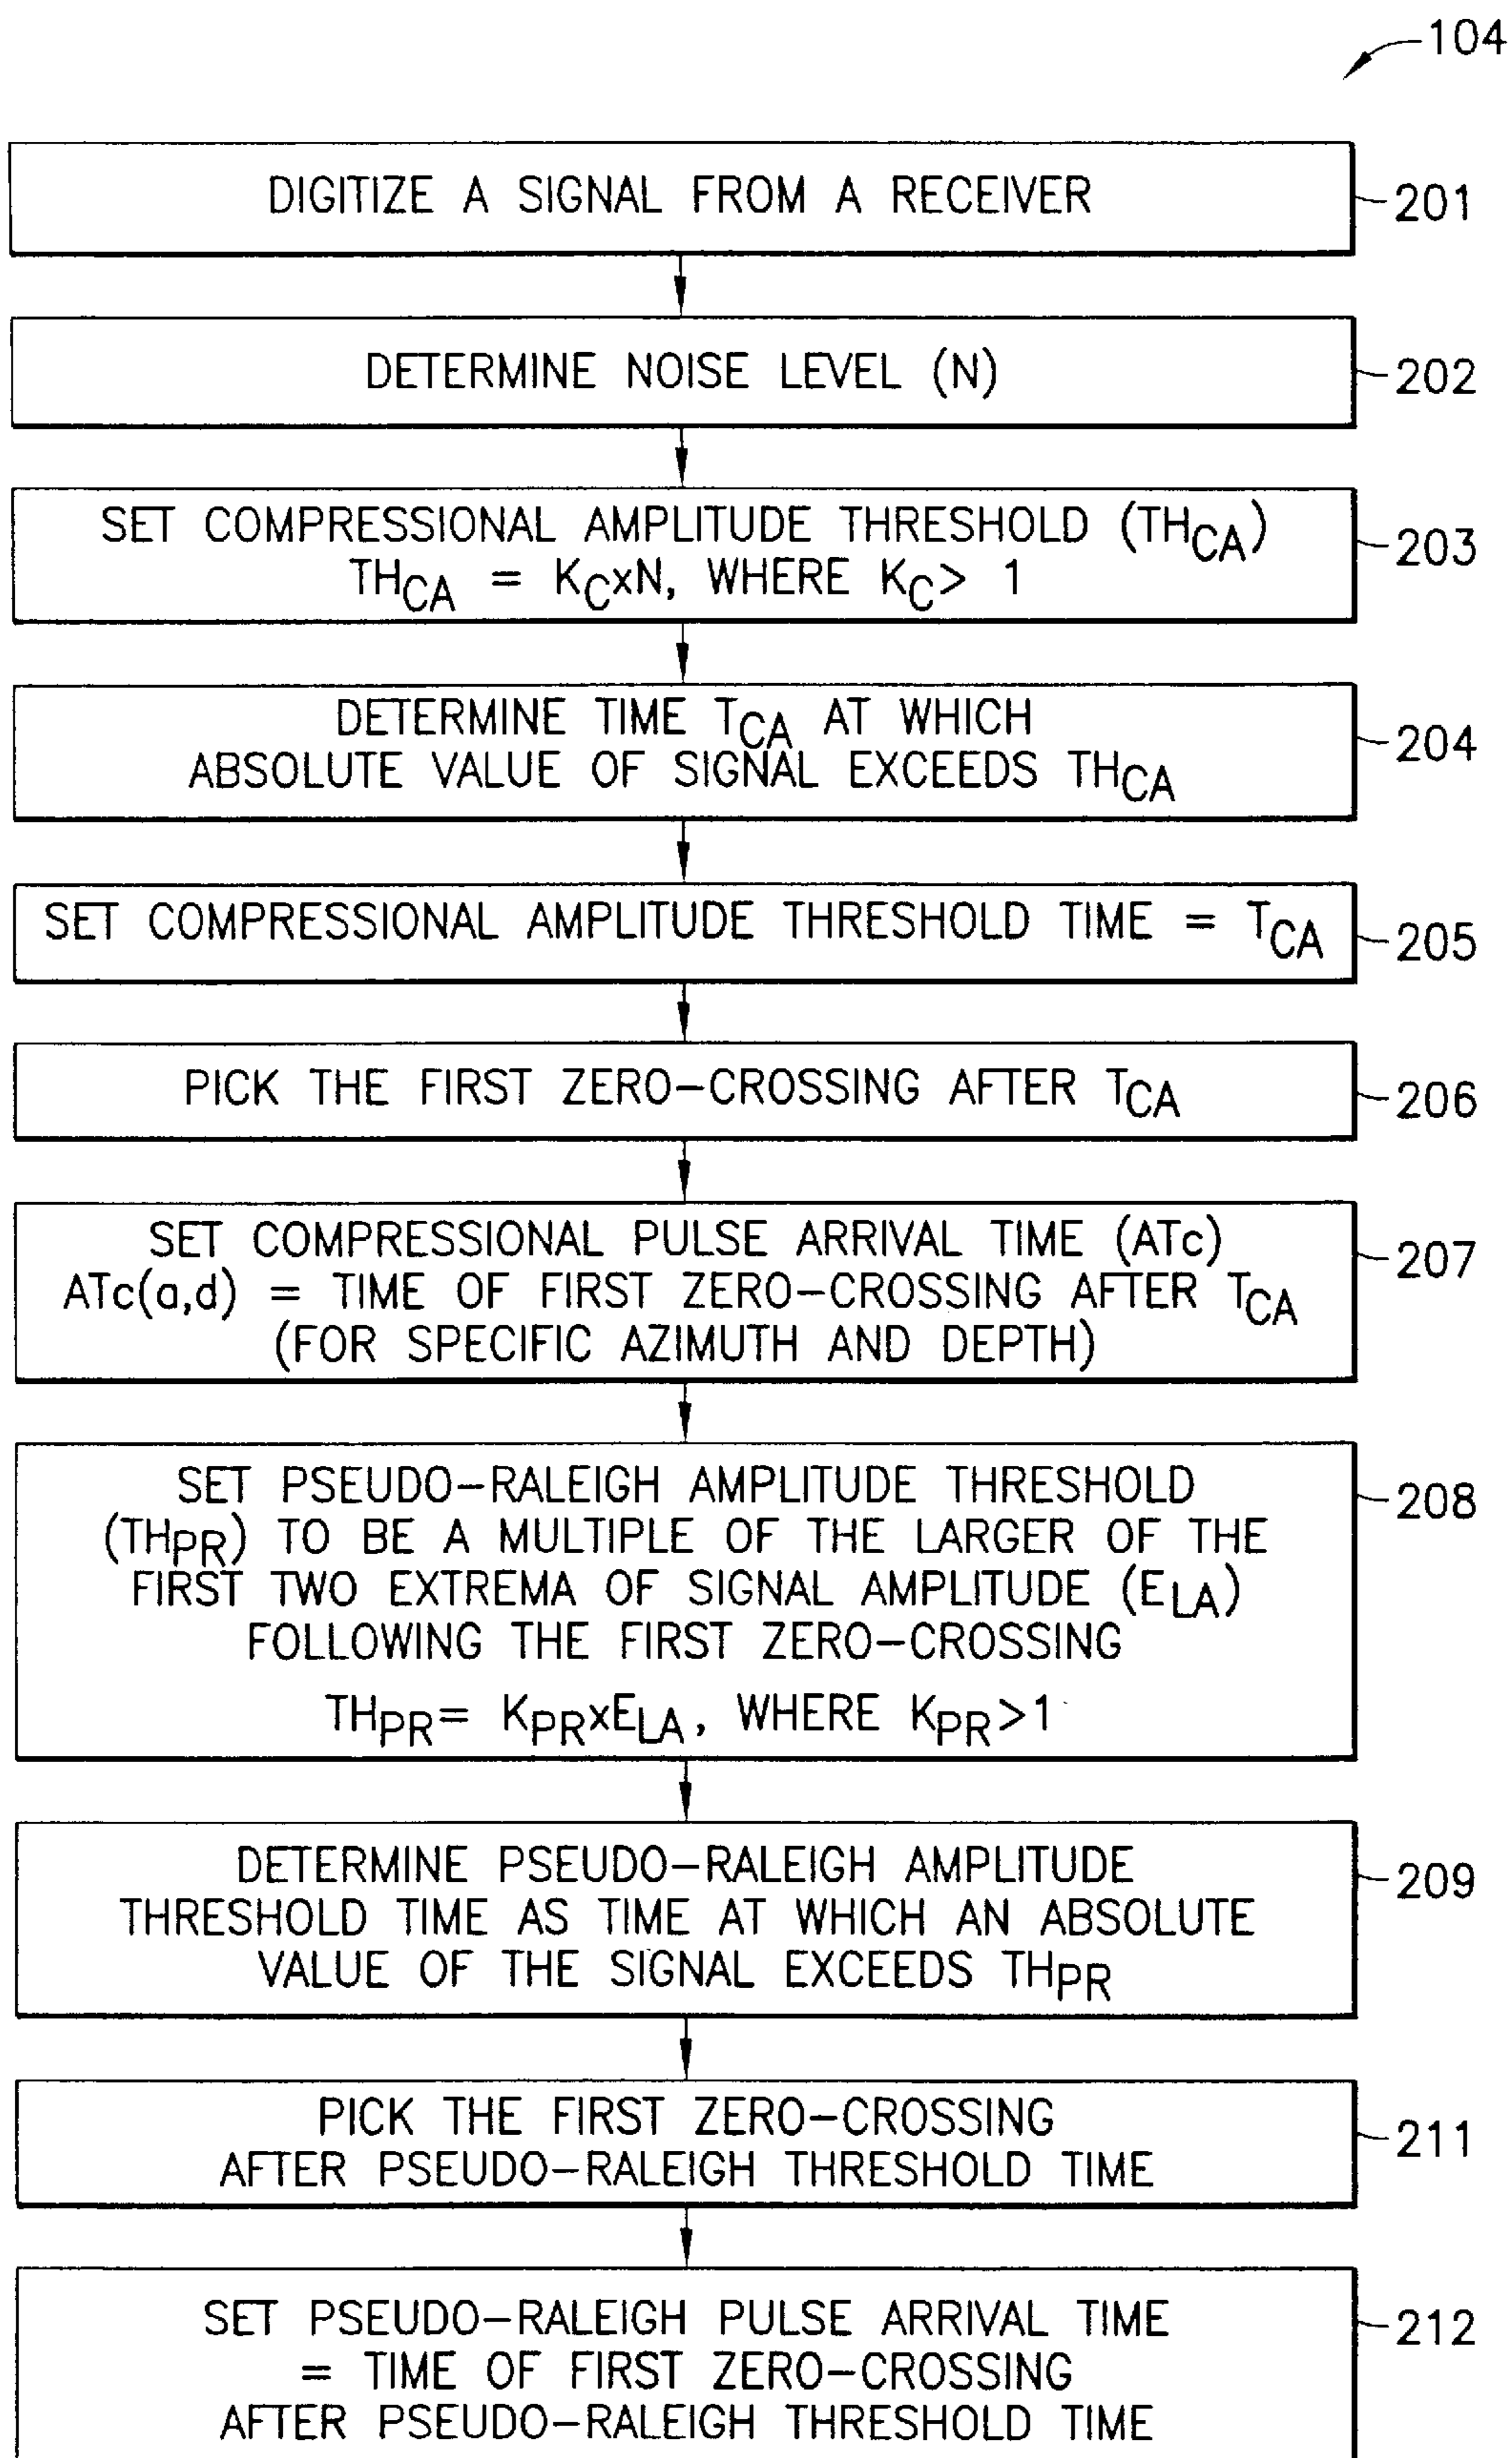 104
DIGITIZE A SIGNAL FROM A RECEIVER
201
DETERMINE NOISE LEVEL (N)
202
SET COMPRESSIONAL AMPLITUDE THRESHOLD (THCA)
THCA = KCxN, WHERE KC> 1
203
DETERMINE TIME TCA AT WHICH
ABSOLUTE VALUE OF SIGNAL EXCEEDS THCA
204
SET COMPRESSIONAL AMPLITUDE THRESHOLD TIME = TCA
205
PICK THE FIRST ZERO-CROSSING AFTER TCA
206
SET COMPRESSIONAL PULSE ARRIVAL TIME (ATc)
ATc(a,d) = TIME OF FIRST ZERO-CROSSING AFTER TCA
(FOR SPECIFIC AZIMUTH AND DEPTH)
207
SET PSEUDO-RALEIGH AMPLITUDE THRESHOLD
(THPR) TO BE A MULTIPLE OF THE LARGER OF THE
FIRST TWO EXTREMA OF SIGNAL AMPLITUDE (ELA)
FOLLOWING THE FIRST ZERO-CROSSING
THPR= KPRxELA, WHERE KPR>1
208
DETERMINE PSEUDO-RALEIGH AMPLITUDE
THRESHOLD TIME AS TIME AT WHICH AN ABSOLUTE
VALUE OF THE SIGNAL EXCEEDS THPR
209
PICK THE FIRST ZERO-CROSSING
AFTER PSEUDO-RALEIGH THRESHOLD TIME
211
SET PSEUDO-RALEIGH PULSE ARRIVAL TIME
= TIME OF FIRST ZERO-CROSSING
AFTER PSEUDO-RALEIGH THRESHOLD TIME
212